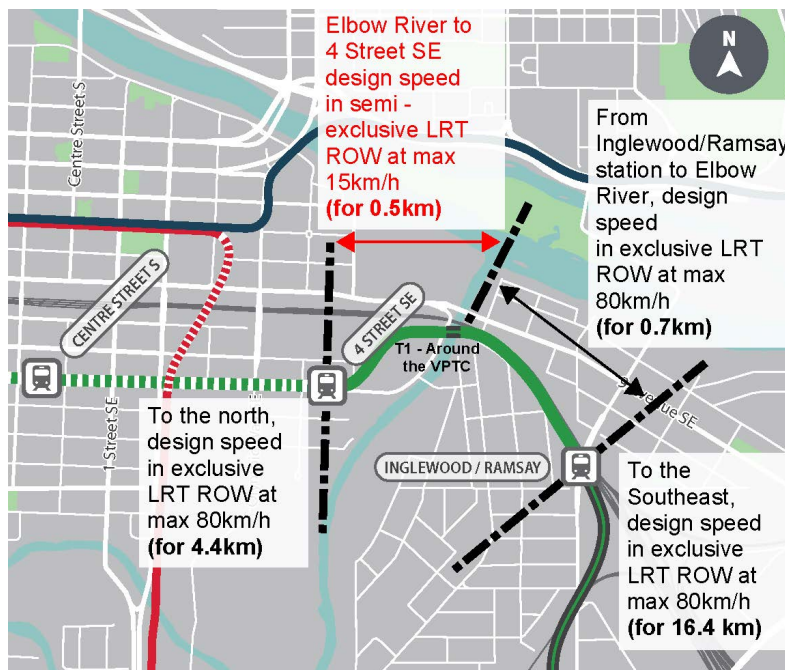 Elbow River to
4 Street SE
design speed
in semi -
exclusive LRT
ROW at max
15km/h
(for 0.5km)
N
From
Inglewood/Ramsay
station to Elbow
River, design
speed
in exclusive LRT
ROW at max
80km/h
(for 0.7km)
Centre Street S
CENTRE STREET S
4 STREET SE
T1 - Around
the VPTC
1 Street SE
To the north,
design speed
in exclusive
LRT ROW at
max 80km/h
(for 4.4km)
INGLEWOOD / RAMSAY
To the
Southeast,
design speed
in exclusive
LRT ROW at
max 80km/h
(for 16.4 km)